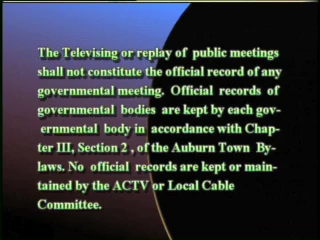 The Televising or replay of public meetings
shall not constitute the official record of any
governmental meeting. Official records of
governmental bodies are kept by each gov-
ernmental body in accordance with Chap-
ter III, Section 2 , of the Auburn Town By-
laws. No official records are kept or main-
tained by the ACTV or Local Cable
Committee.